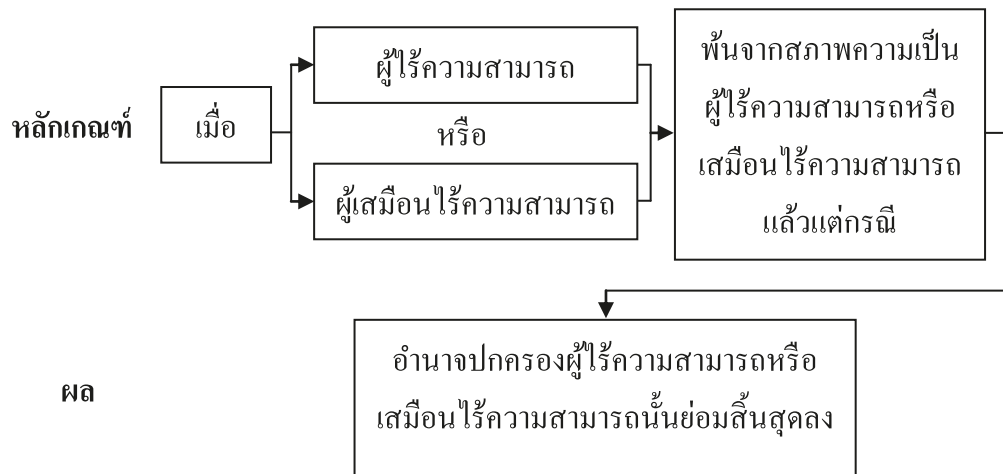 หลักเกณฑ์
เมื่อ
ผู้ไร้ความสามารถ
หรือ
ผู้เสมือนไร้ความสามารถ
พ้นจากสภาพความเป็น
ผู้ไร้ความสามารถหรือ
เสมือนไร้ความสามารถ
แล้วแต่กรณี
ผล
อำนาจปกครองผู้ไร้ความสามารถหรือ
เสมือนไร้ความสามารถนั้นย่อมสิ้นสุดลง